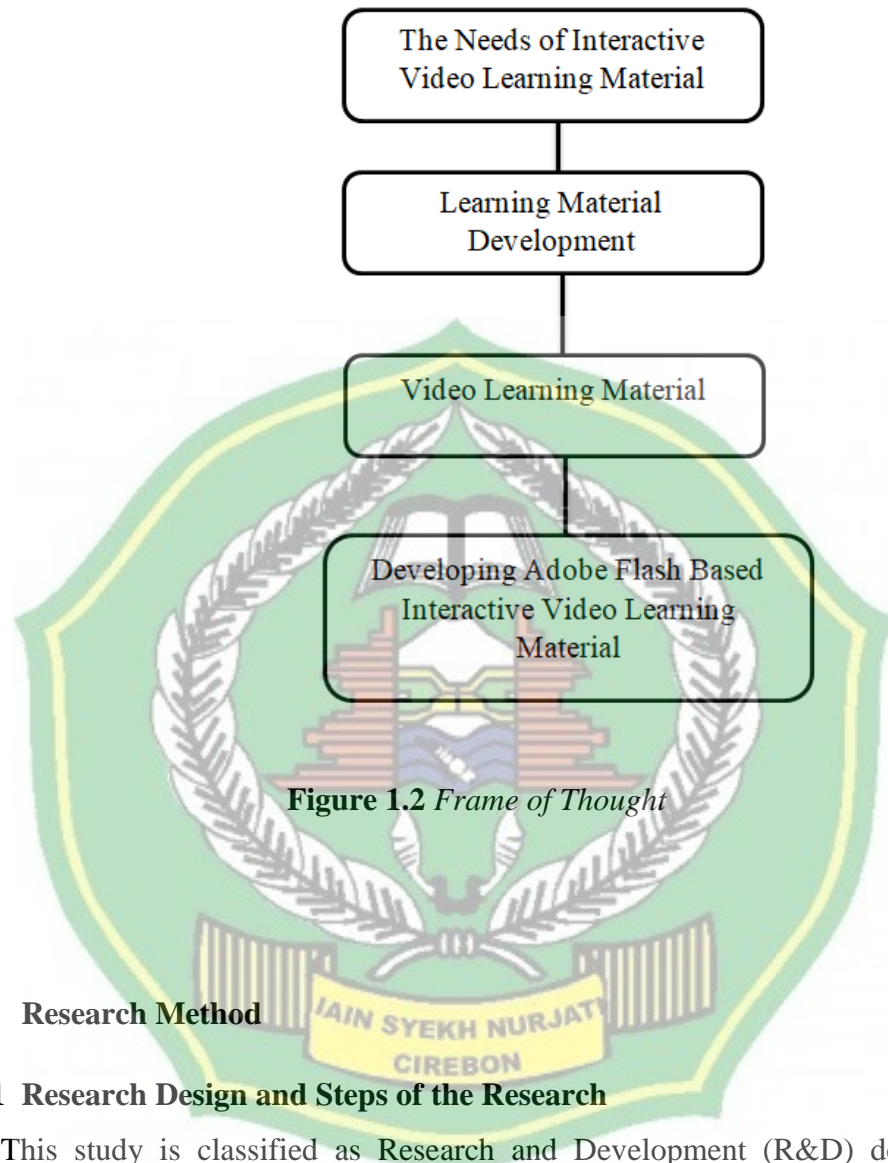 The Needs of Interactive
Video Learning Material
Learning Material
Development
Video Learning Material
Developing Adobe Flash Based
Interactive Video Learning
Material
Figure 1.2 Frame of Thought
Research Method
IAIN SYEKH NURJATI
CIREBON
Research Design and Steps of the Research
This study is classified as Research and Development (R&D)